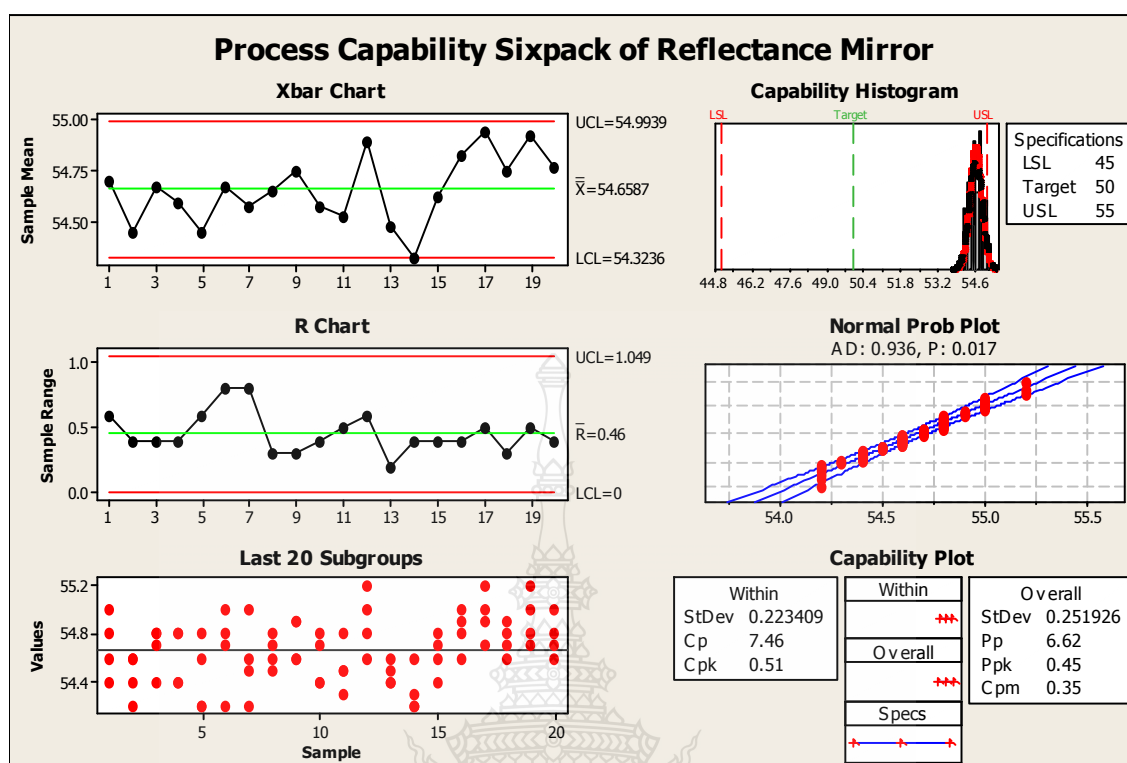 Process Capability Sixpack of Reflectance Mirror
Xbar Chart
Sample Mean
55.00
54.75
54.50
1 3 5 7 9 11 13 15 17 19
UCL=54.9939
X=54.6587
LCL=54.3236
Capability Histogram
LSL Target USL
44.8 46.2 47.6 49.0 50.4 51.8 53.2 54.6
Specifications
LSL 45
Target 50
USL 55
R Chart
Sample Range
1.0
0.5
0.0
1 3 5 7 9 11 13 15 17 19
UCL=1.049
R=0.46
LCL=0
Normal Prob Plot
AD: 0.936, P: 0.017
54.0 54.5 55.0 55.5
Last 20 Subgroups
Values
55.2
54.8
54.4
5 10 15 20
Sample
Capability Plot
Within
StDev 0.223409
Cp 7.46
Cpk 0.51
Within
Overall
Specs
Overall
StDev 0.251926
Pp 6.62
Ppk 0.45
Cpm 0.35